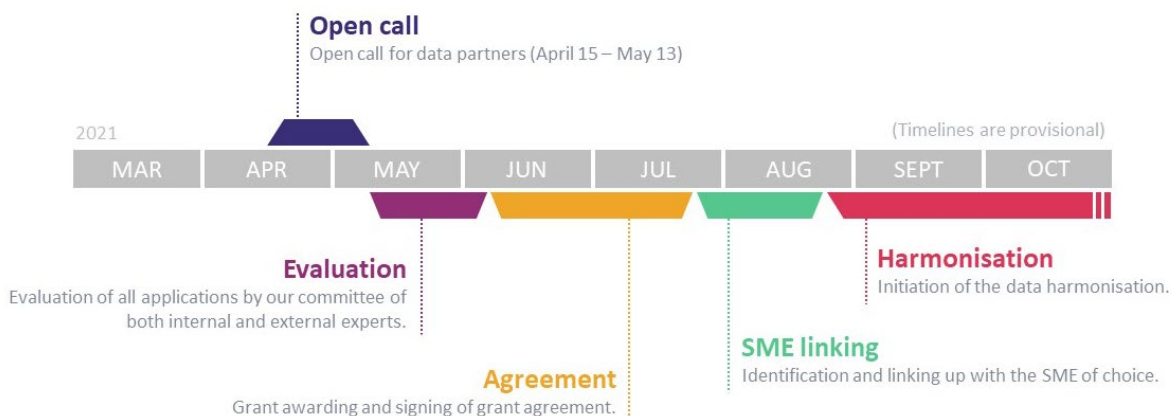 Open call
Open call for data partners (April 15 – May 13)
2021
(Timelines are provisional)
MAR APR MAY JUN JUL AUG SEPT OCT
Evaluation
Evaluation of all applications by our committee of
both internal and external experts.
Harmonisation
Initiation of the data harmonisation.
SME linking
Identification and linking up with the SME of choice.
Agreement
Grant awarding and signing of grant agreement.